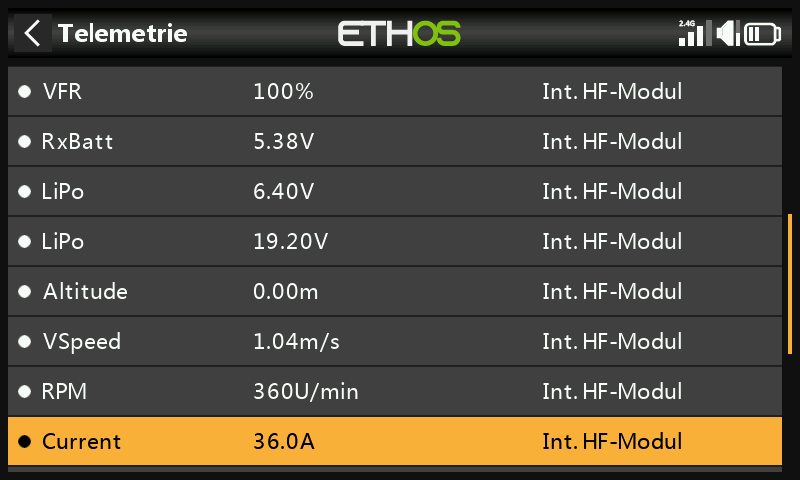 Telemetrie ETHOS 2.4G
VFR 100% Int. HF-Modul
RxBatt 5.38V Int. HF-Modul
LiPo 6.40V Int. HF-Modul
LiPo 19.20V Int. HF-Modul
Altitude 0.00m Int. HF-Modul
VSpeed 1.04m/s Int. HF-Modul
RPM 360U/min Int. HF-Modul
Current 36.0A Int. HF-Modul